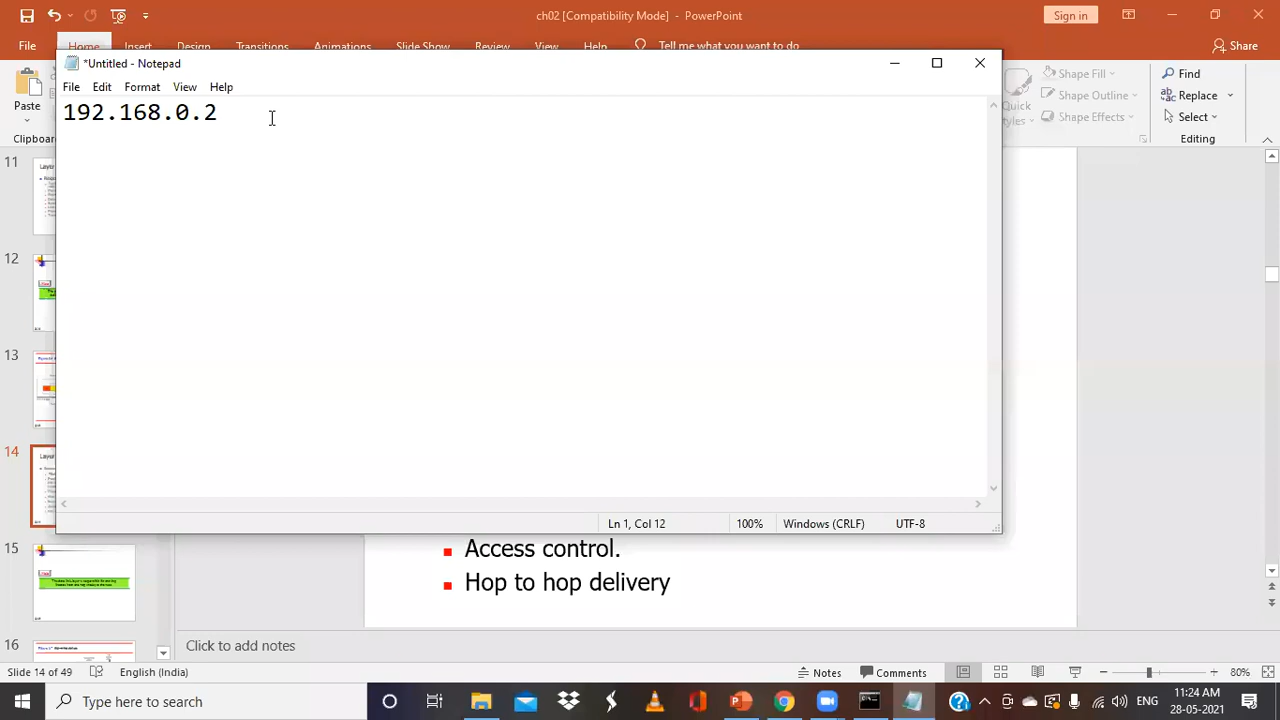 ch02 [Compatibility Mode] - PowerPoint
Sign in
File Home Insert Design Transitions Animations Slide Show Review View Help Tell me what you want to do Share
*Untitled - Notepad
File Edit Format View Help
192.168.0.2
Ln 1, Col 12 100% Windows (CRLF) UTF-8
Paste
Clipboard
Quick
Styles
Shape Fill
Shape Outline
Shape Effects
Find
Replace
Select
Editing
11
12
13
14
15
16
Access control.
Hop to hop delivery
Click to add notes
Slide 14 of 49 English (India) Notes Comments 80%
Type here to search
ENG
11:24 AM
28-05-2021